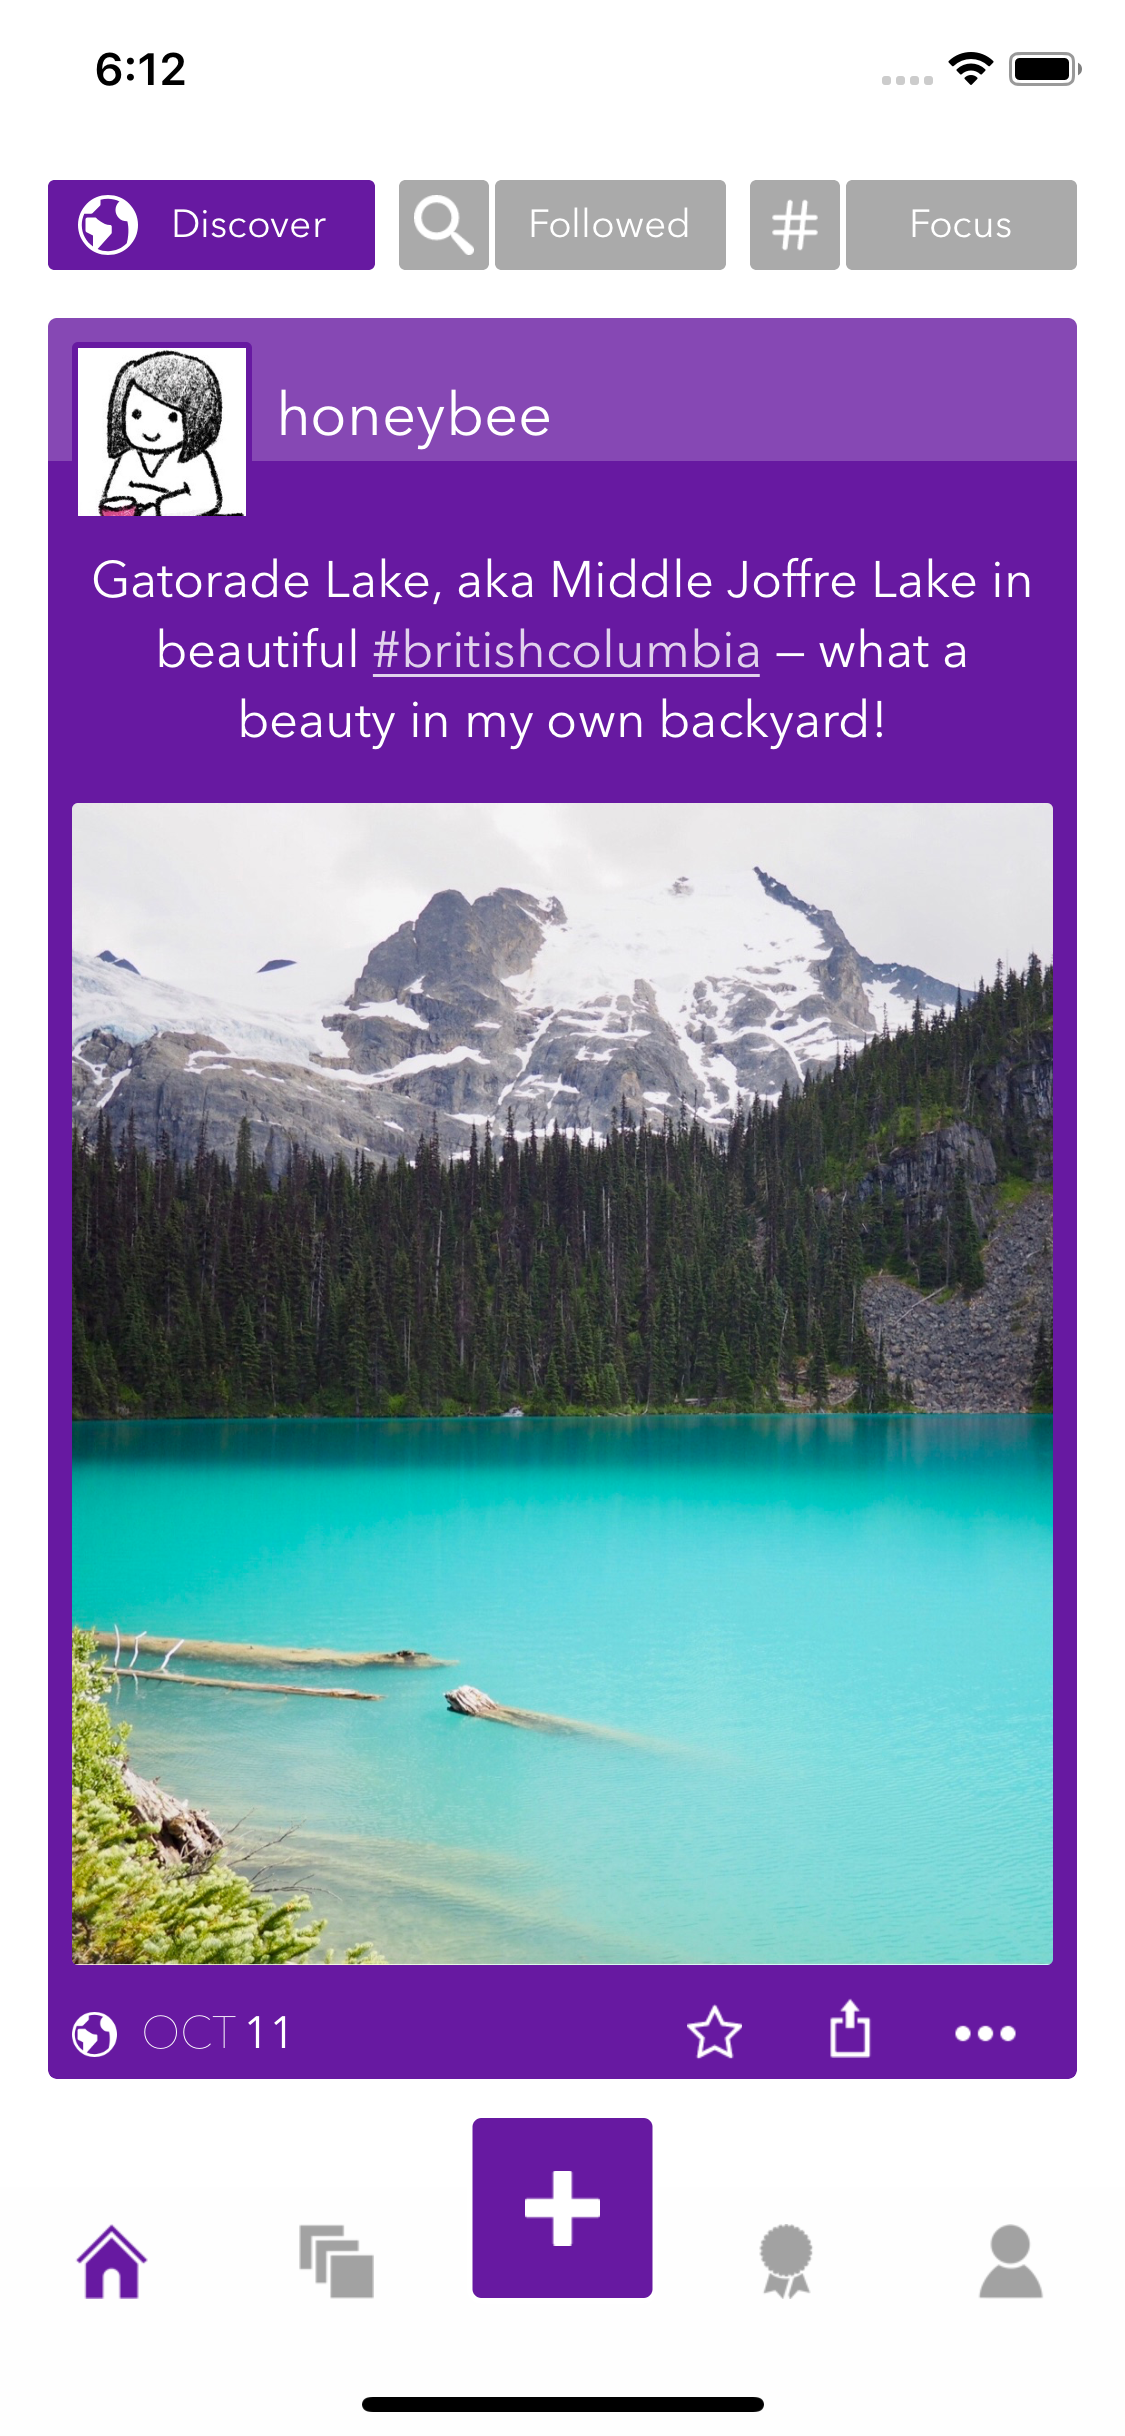 6:12
Discover
Followed
# Focus
honeybee
Gatorade Lake, aka Middle Joffre Lake in
beautiful #britishcolumbia – what a
beauty in my own backyard!
OCT 11